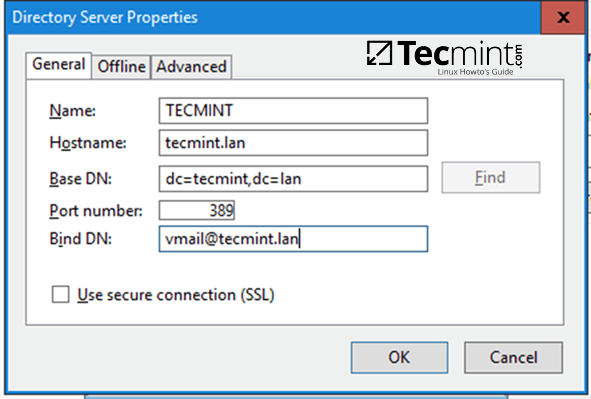 Directory Server Properties
X
Tecmint.com
Linux Howto's Guide
General Offline Advanced
Name: TECMINT
Hostname: tecmint.lan
Base DN: dc=tecmint,dc=lan Find
Port number: 389
Bind DN: vmail@tecmint.lan
Use secure connection (SSL)
OK Cancel